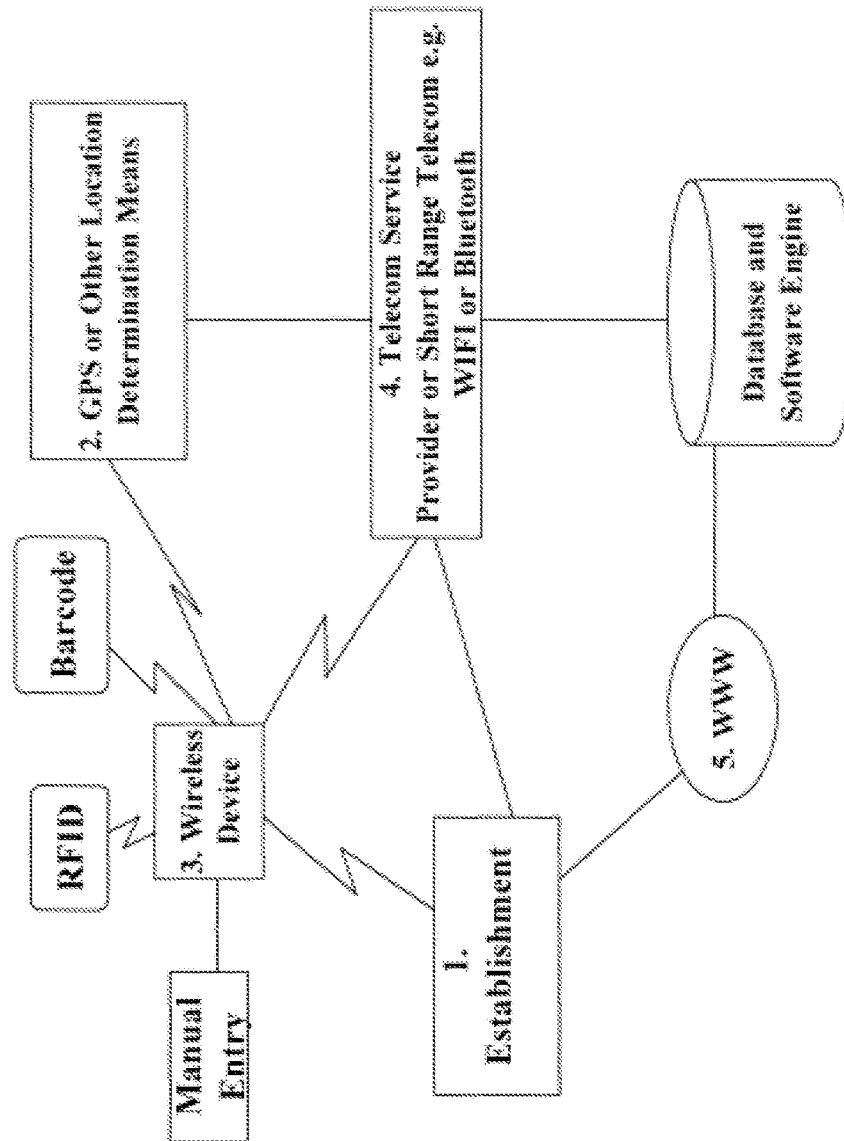 Manual
Entry
RFID
Barcode
2. GPS or Other Location
Determination Means
3. Wireless
Device
1.
Establishment
4. Telecom Service
Provider or Short Range Telecom e.g.
WIFI or Bluetooth
5. WWW
Database and
Software Engine